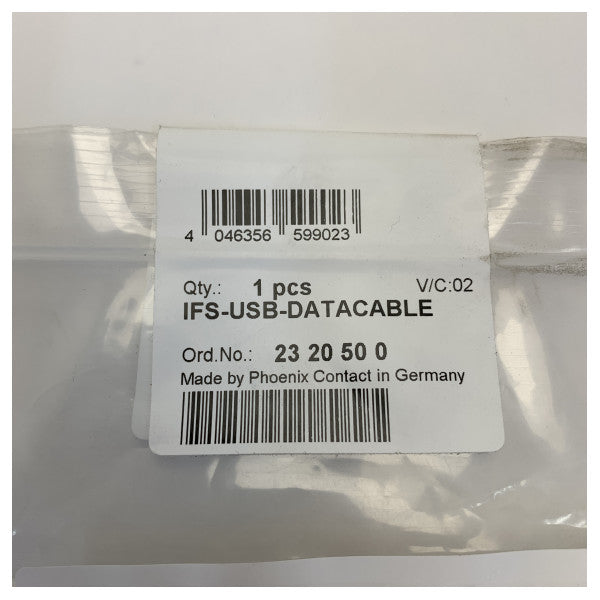 4 046356 599023
Qty.: 1 pcs V/C:02
IFS-USB-DATACABLE
Ord.No.: 23 20 50 0
Made by Phoenix Contact in Germany